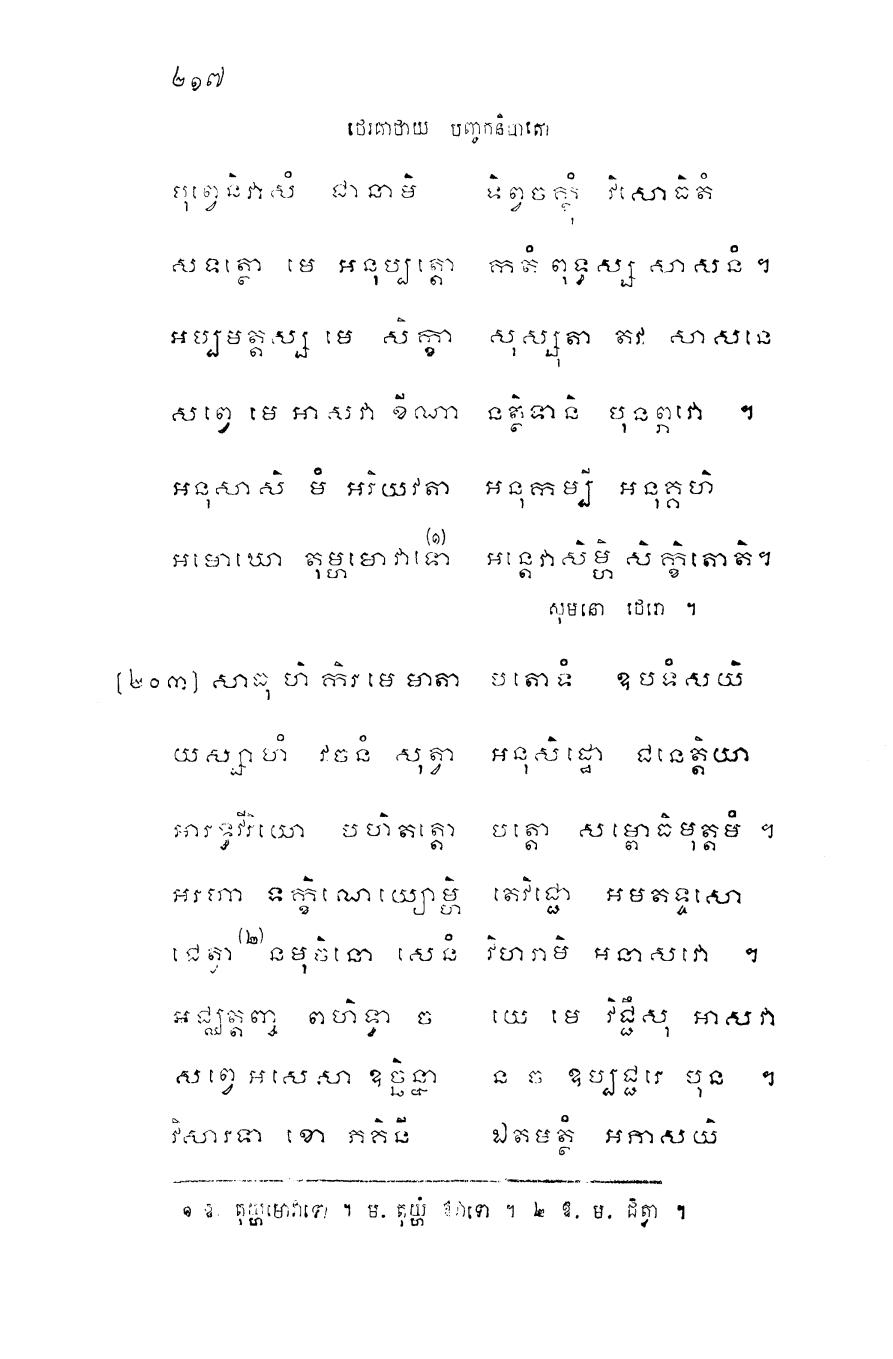 ២១៧
ថេរគាថាយ បញ្ចកនិបាតោ
បុព្វេនិវាសំ ជានាមិ ទិព្វចក្ខុំ វិសោធិតំ
សទត្ថោ មេ អនុប្បត្តោ កតំ ពុទ្ធស្ស សាសនំ ។
អប្បមត្តស្ស មេ សិក្ខា សុស្សុតា តវ សាសនេ
សព្វេ មេ អាសវា ខីណា នត្ថិទានិ បុនព្ភវោ ។
អនុសាសិ មំ អរិយវតា អនុកម្បី អនុគ្គហិ
អមោឃោ តុម្ហមោវាទោ (១) អន្តេវាសិម្ហិ សិក្ខិតោតិ។
សុមនោ ថេរោ ។
[២០៣] សាធុ ហិ កិរ មេ មាតា បតោទំ ឧបទំសយិ
យស្សាហំ វចនំ សុត្វា អនុសិដ្ឋោ ជនេត្តិយា
អារទ្ធវីរិយោ បហិតត្តោ បត្តោ សម្ពោធិមុត្តមំ ។
អរហា ទក្ខិណេយ្យោម្ហិ តេវិជ្ជោ អមតទ្ទសោ
ជេត្វា (២) នមុចិនោ សេនំ វិហរាមិ អនាសវោ ។
អជ្ឈត្តញ្ច ពហិទ្ធា ច យេ មេ វិជ្ជឹសុ អាសវា
សព្វេ អសេសា ឧច្ឆិន្នា ន ច ឧប្បជ្ជរេ បុន ។
វិសារទា ខោ ភគិនី ឯតមត្ថំ អភាសយិ
១ ឧ. តុយ្ហមោវាទោ ។ ម. តុយ្ហំ ឱវាទោ ។ ២ ឱ. ម. ជិត្វា ។